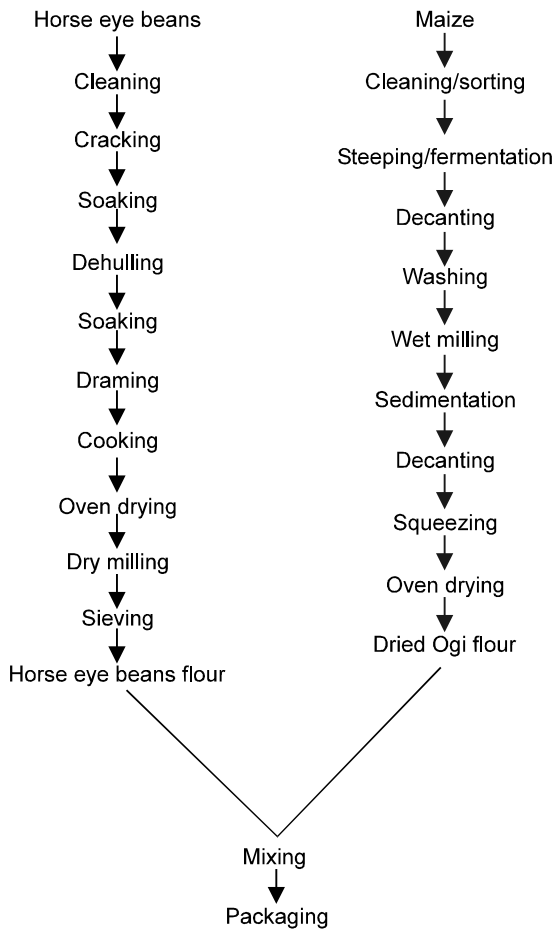 Horse eye beans
Cleaning
Cracking
Soaking
Dehulling
Soaking
Draming
Cooking
Oven drying
Dry milling
Sieving
Horse eye beans flour
Maize
Cleaning/sorting
Steeping/fermentation
Decanting
Washing
Wet milling
Sedimentation
Decanting
Squeezing
Oven drying
Dried Ogi flour
Mixing
Packaging